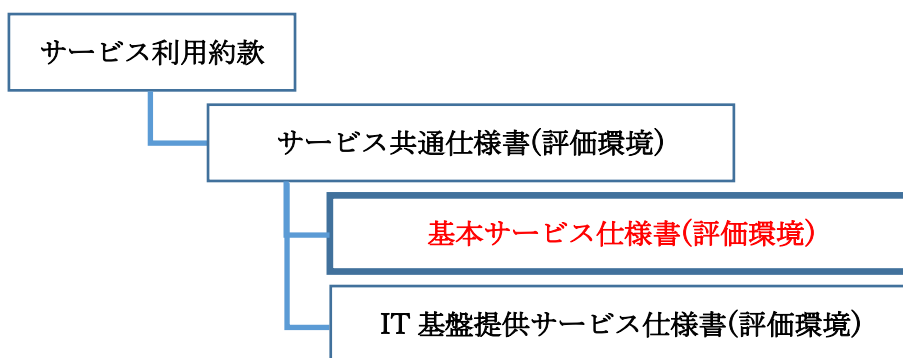 サービス利用約款
サービス共通仕様書(評価環境)
基本サービス仕様書(評価環境)
IT 基盤提供サービス仕様書(評価環境)